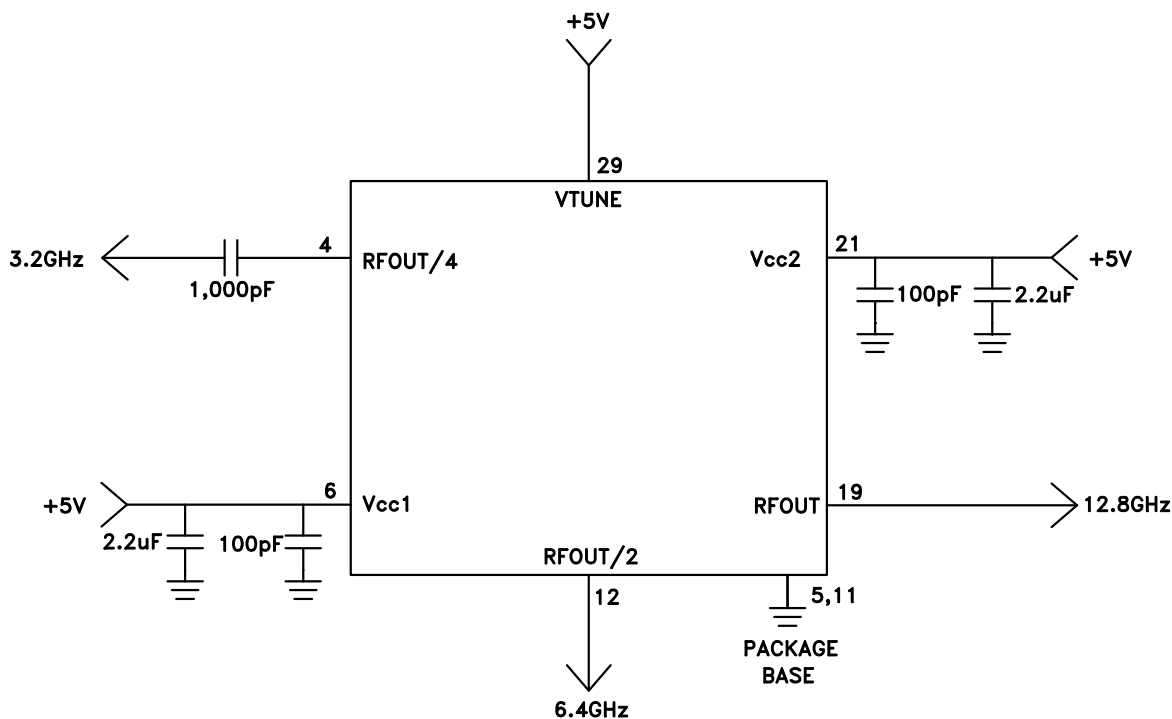 +5V
29
VTUNE
3.2GHz
4
RFOUT/4
1,000pF
Vcc2
21
+5V
100pF
2.2uF
+5V
6
Vcc1
2.2uF
100pF
RFOUT
19
12.8GHz
RFOUT/2
12
5,11
PACKAGE
BASE
6.4GHz